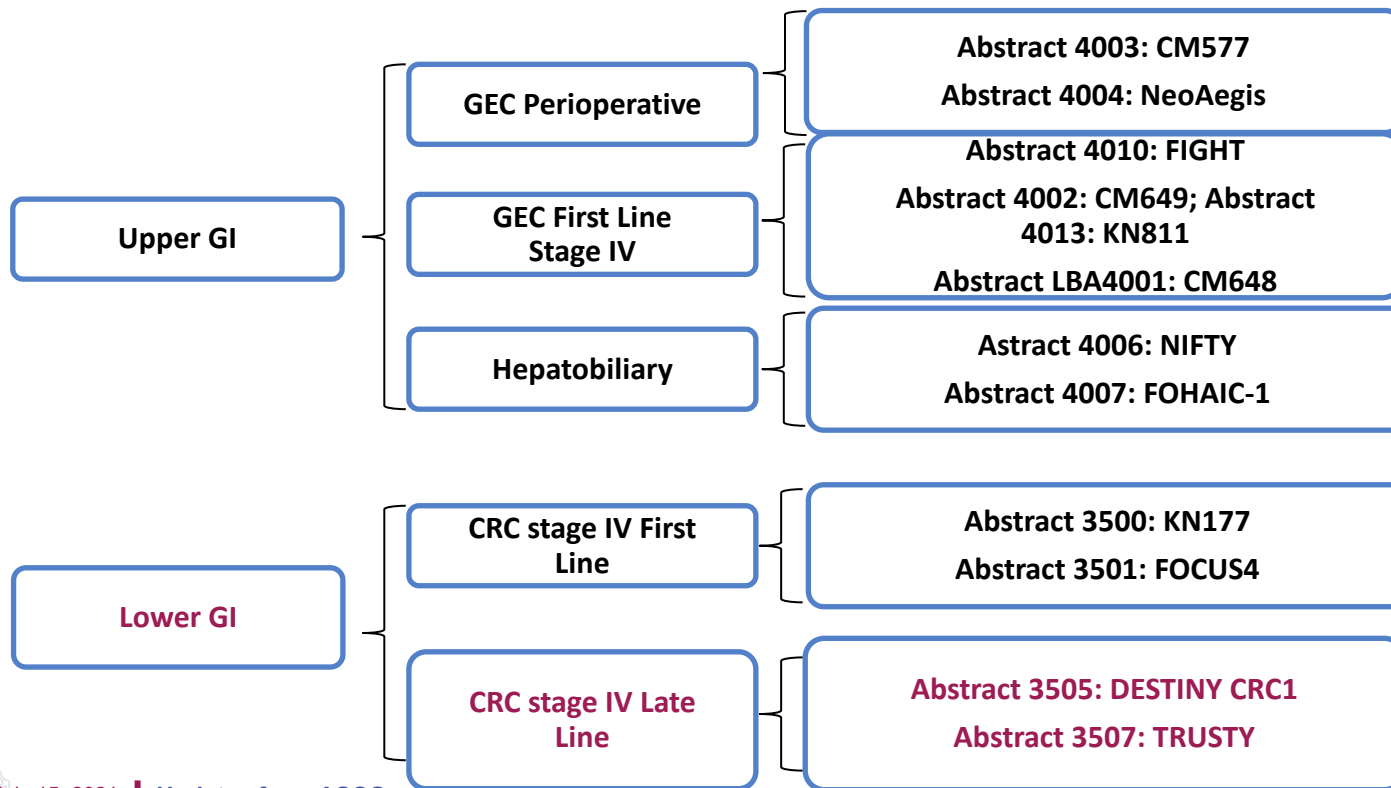 Upper GI
GEC Perioperative
Abstract 4003: CM577
Abstract 4004: NeoAegis
GEC First Line
Stage IV
Abstract 4010: FIGHT
Abstract 4002: CM649; Abstract
4013: KN811
Abstract LBA4001: CM648
Hepatobiliary
Astract 4006: NIFTY
Abstract 4007: FOHAIC-1
Lower GI
CRC stage IV First
Line
Abstract 3500: KN177
Abstract 3501: FOCUS4
CRC stage IV Late
Line
Abstract 3505: DESTINY CRC1
Abstract 3507: TRUSTY